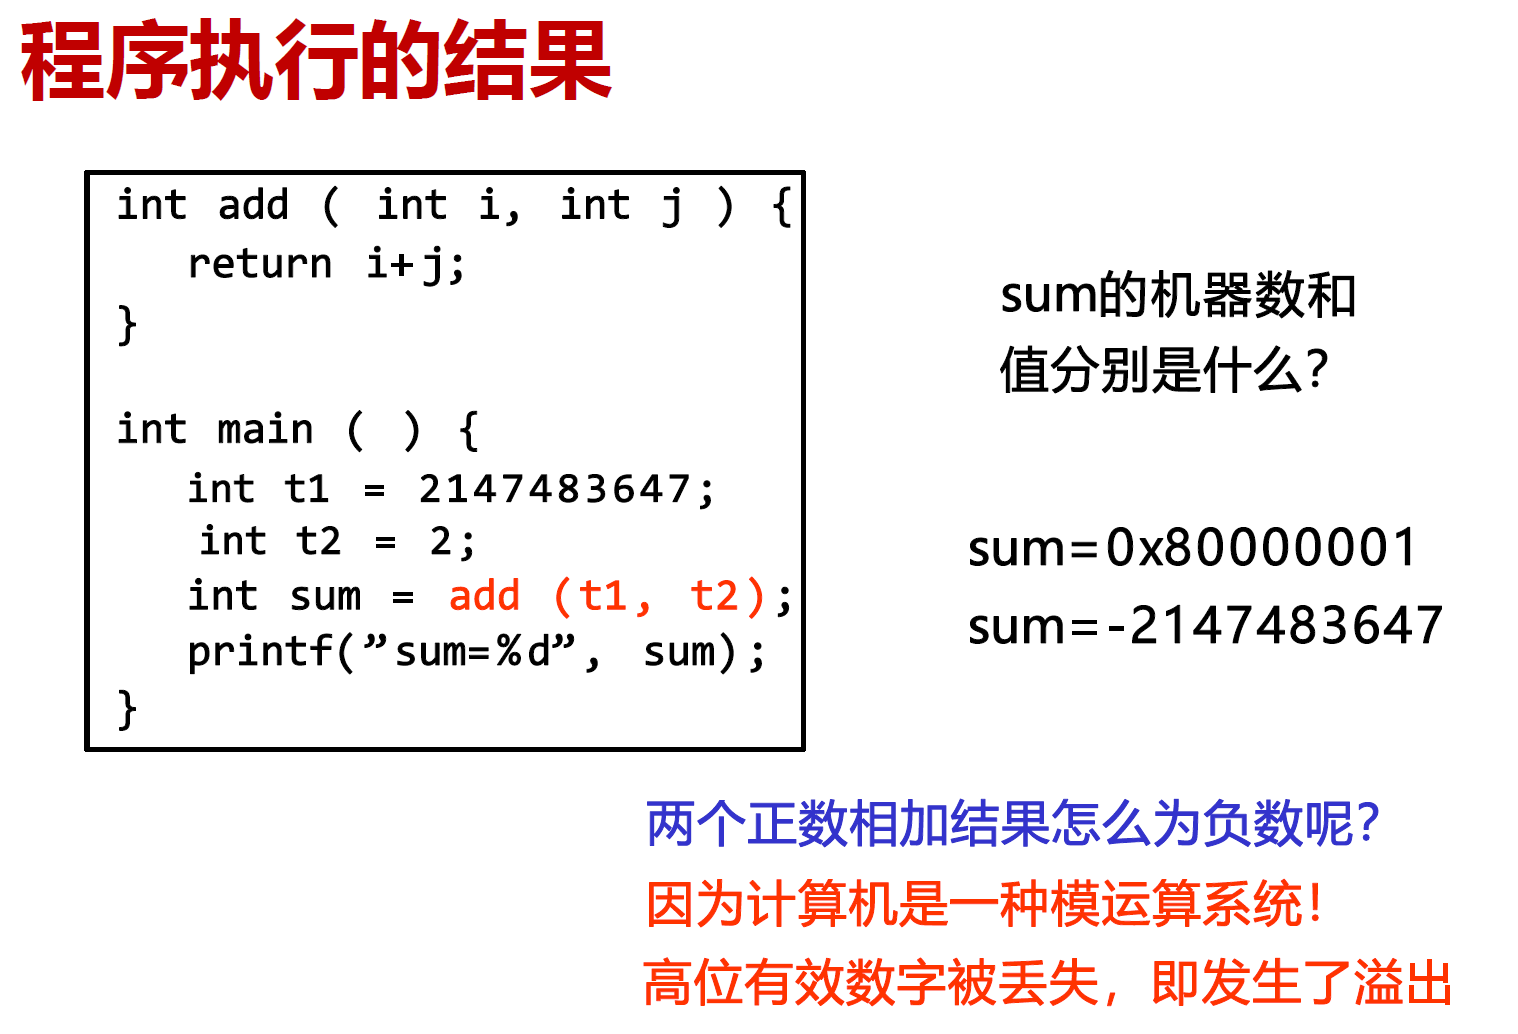 程序执行的结果
int add ( int i, int j ) {
return i+j;
}
int main ( ) {
int t1 = 2147483647;
int t2 = 2;
int sum = add (t1, t2);
printf(”sum=%d”, sum);
}
sum的机器数和
值分别是什么?
sum=0x80000001
sum=-2147483647
两个正数相加结果怎么为负数呢?
因为计算机是一种模运算系统!
高位有效数字被丢失，即发生了溢出